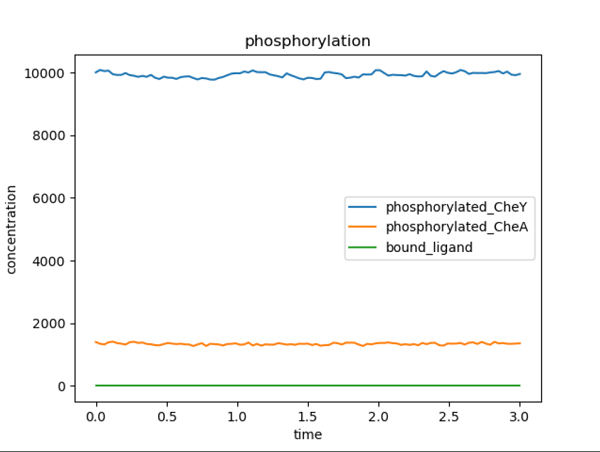 phosphorylation
10000
8000
6000
4000
2000
0
concentration
phosphorylated_CheY
phosphorylated_CheA
bound_ligand
0.0 0.5 1.0 1.5 2.0 2.5 3.0
time